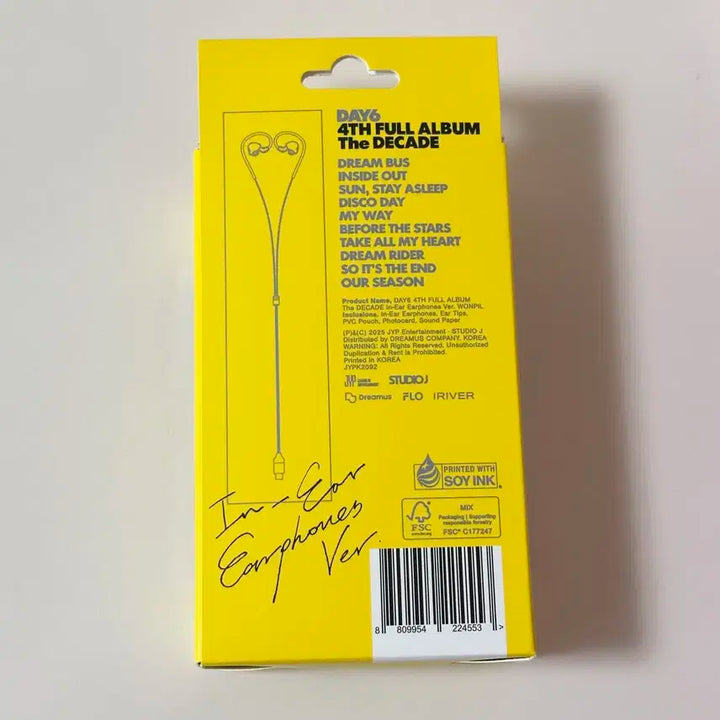 DAY6
4TH FULL ALBUM
The DECADE
DREAM BUS
INSIDE OUT
SUN, STAY ASLEEP
DISCO DAY
MY WAY
BEFORE THE STARS
TAKE ALL MY HEART
DREAM RIDER
SO IT'S THE END
OUR SEASON
Product Name, DAY6 4TH FULL ALBUM
The DECADE In-Ear Earphones Ver. WONPIL
Inclusions, In-Ear Earphones, Ear Tips,
PVC Pouch, Photocard, Sound Paper
(P)&(C) 2025 JYP Entertainment · STUDIO J
Distributed by DREAMUS COMPANY. KOREA
WARNING: All Rights Reserved. Unauthorized
Duplication & Rent is Prohibited.
Printed in KOREA
JYPK2092
JYP STUDIO J
Dreamus FLO IRIVER
PRINTED WITH
SOY INK
In-Ear
Earphones
Ver.
FSC
MIX
Packaging | Supporting
responsible forestry
FSC® C177247
8 809954 224553 >